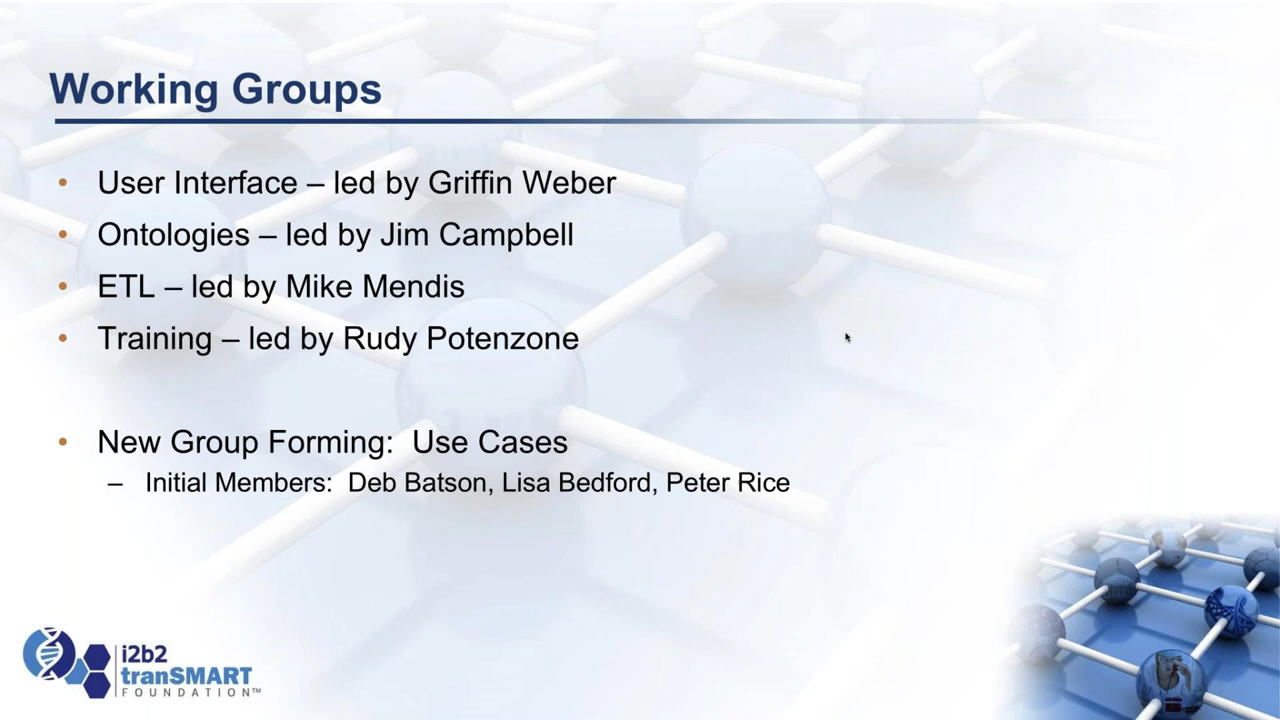 Working Groups
• User Interface – led by Griffin Weber
• Ontologies – led by Jim Campbell
• ETL – led by Mike Mendis
• Training – led by Rudy Potenzone
• New Group Forming:  Use Cases
– Initial Members:  Deb Batson, Lisa Bedford, Peter Rice
i2b2
tranSMART
FOUNDATION™